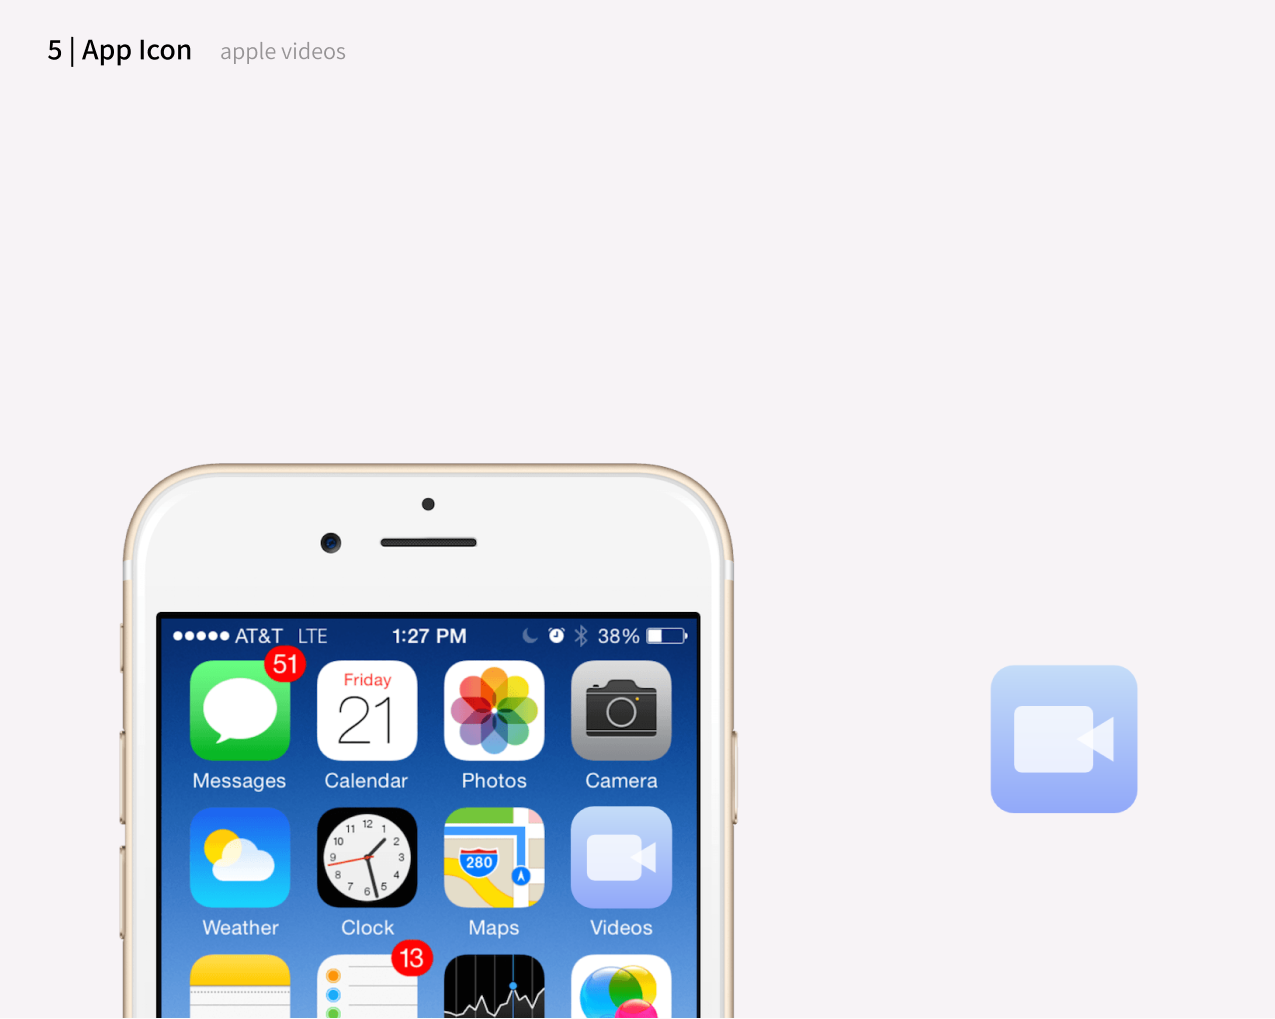 5 | App Icon apple videos
AT&T LTE 1:27 PM 38%
51
Friday
21
Messages Calendar Photos Camera
12
11 1
10 2
9 3
8 4
7 5
6
280
Weather Clock Maps Videos
13